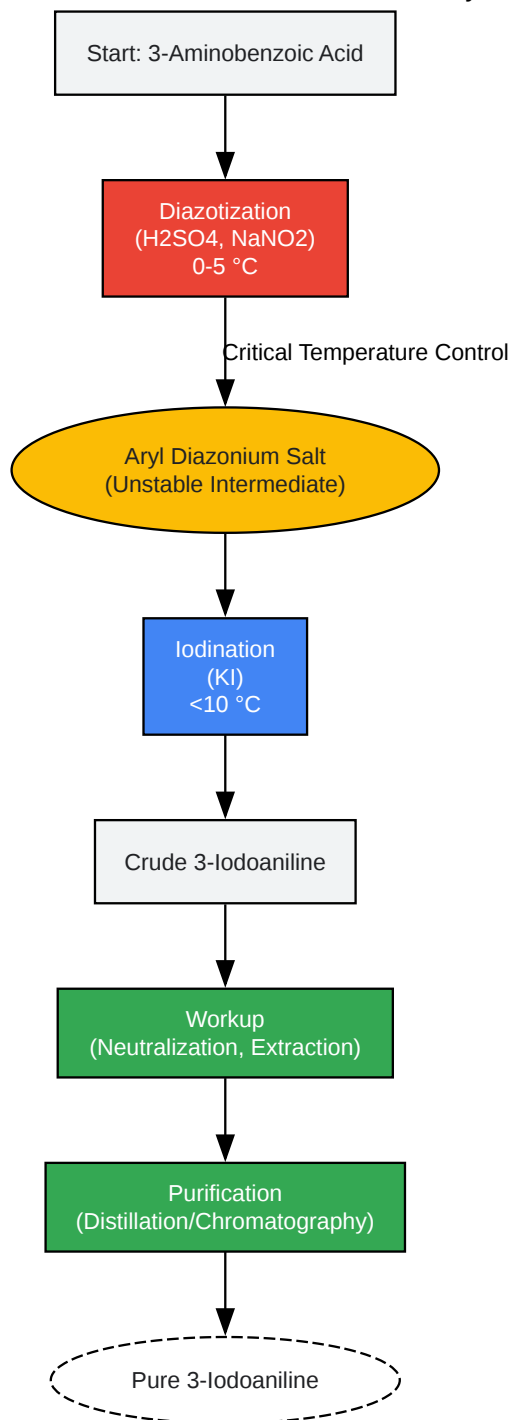 Start: 3-Aminobenzoic Acid
Diazotization
(H2SO4, NaNO2)
0-5 °C
Critical Temperature Control
Aryl Diazonium Salt
(Unstable Intermediate)
Iodination
(KI)
<10 °C
Crude 3-Iodoaniline
Workup
(Neutralization, Extraction)
Purification
(Distillation/Chromatography)
Pure 3-Iodoaniline